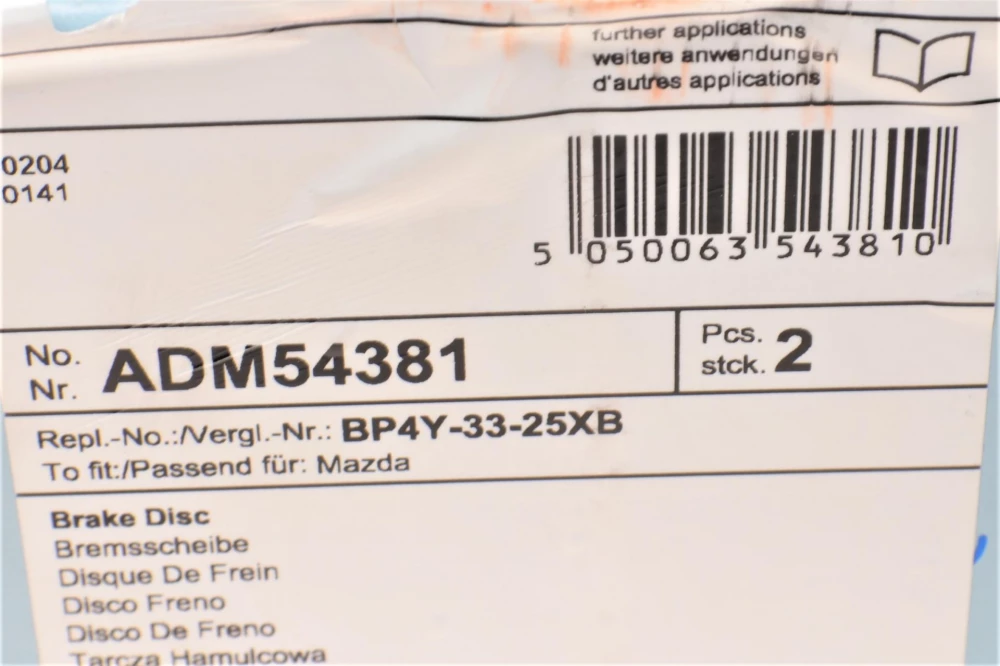 further applications
weitere anwendungen
d'autres applications
0204
0141
5 050063 543810
No.
Nr.
ADM54381
Pcs.
stck.
2
Repl.-No.:/Vergl.-Nr.: BP4Y-33-25XB
To fit:/Passend für: Mazda
Brake Disc
Bremsscheibe
Disque De Frein
Disco Freno
Disco De Freno
Tarcza Hamulcowa